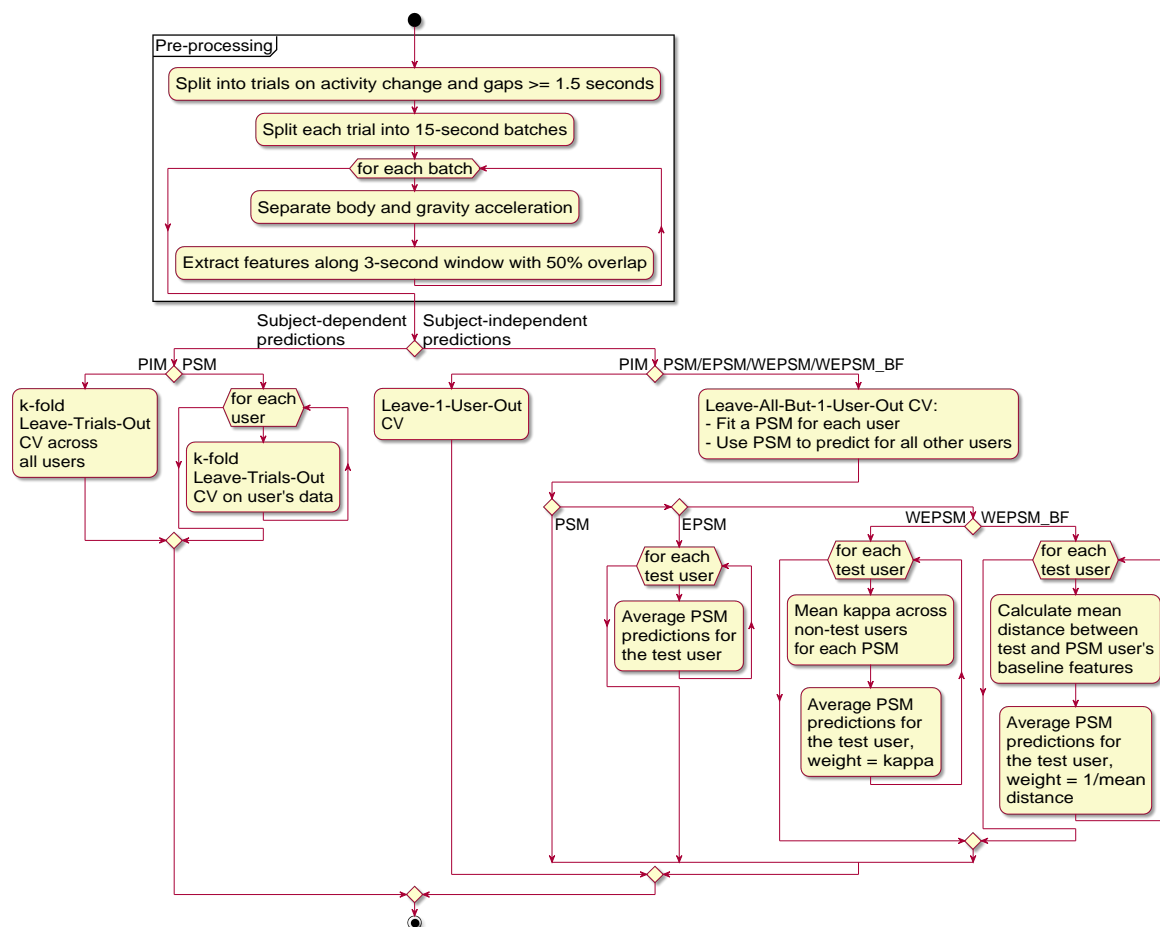 Pre-processing
Split into trials on activity change and gaps >= 1.5 seconds
Split each trial into 15-second batches
for each batch
Separate body and gravity acceleration
Extract features along 3-second window with 50% overlap
Subject-dependent
predictions
Subject-independent
predictions
PIM
PSM
k-fold
Leave-Trials-Out
CV across
all users
for each
user
k-fold
Leave-Trials-Out
CV on user's data
PIM
PSM/EPSM/WEPSM/WEPSM_BF
Leave-1-User-Out
CV
Leave-All-But-1-User-Out CV:
- Fit a PSM for each user
- Use PSM to predict for all other users
PSM
EPSM
for each
test user
Average PSM
predictions for
the test user
WEPSM
WEPSM_BF
for each
test user
Mean kappa across
non-test users
for each PSM
Average PSM
predictions for
the test user,
weight = kappa
for each
test user
Calculate mean
distance between
test and PSM user's
baseline features
Average PSM
predictions for
the test user,
weight = 1/mean
distance